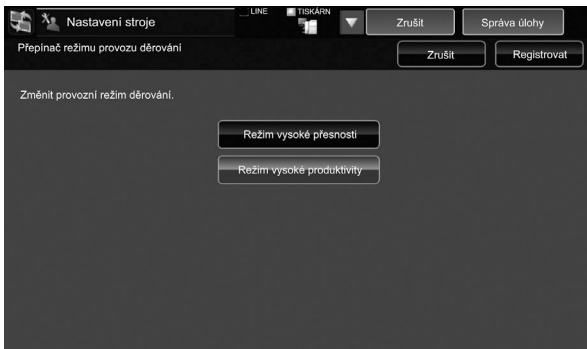 Nastavení stroje LINE TISKÁRN Zrušit Správa úlohy
Přepínač režimu provozu děrování Zrušit Registrovat
Změnit provozní režim děrování.
Režim vysoké přesnosti
Režim vysoké produktivity